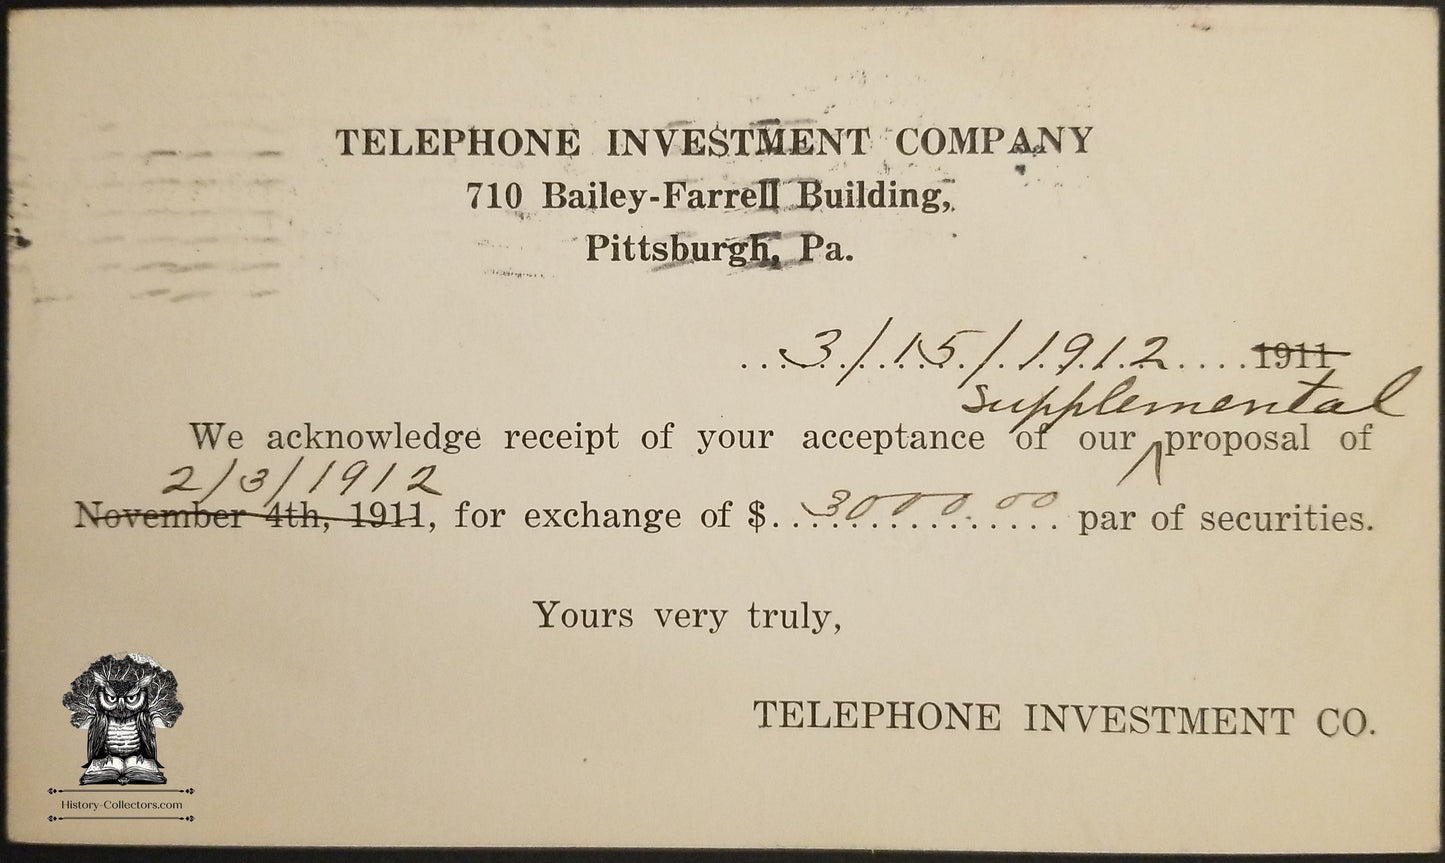 TELEPHONE INVESTMENT COMPANY
710 Bailey-Farrell Building,
Pittsburgh, Pa.
...3/15/1912....1911
supplemental
We acknowledge receipt of your acceptance of our ^ proposal of
2/3/1912
November 4th, 1911, for exchange of $..3000.00 par of securities.
Yours very truly,
TELEPHONE INVESTMENT CO.
History-Collectors.com